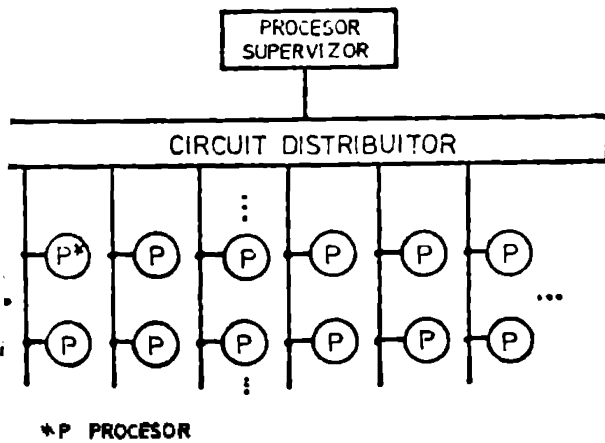 PROCESOR
SUPERVIZOR
CIRCUIT DISTRIBUITOR
P* P P P P P
P P P P P P
*P PROCESOR